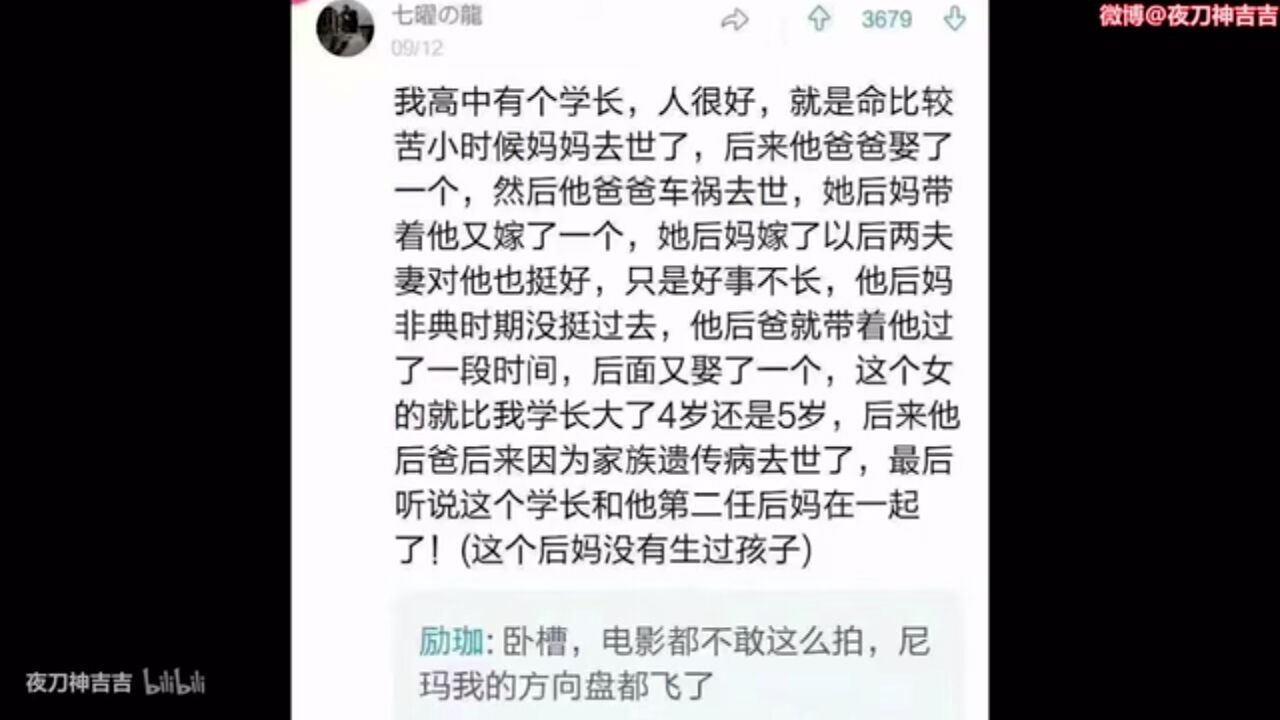 七曜の龍
微博@夜刀神吉吉
09/12
3679
我高中有个学长，人很好，就是命比较
苦小时候妈妈去世了，后来他爸爸娶了
一个，然后他爸爸车祸去世，她后妈带
着他又嫁了一个，她后妈嫁了以后两夫
妻对他也挺好，只是好事不长，他后妈
非典时期没挺过去，他后爸就带着他过
了一段时间，后面又娶了一个，这个女
的就比我学长大了4岁还是5岁，后来他
后爸后来因为家族遗传病去世了，最后
听说这个学长和他第二任后妈在一起
了！(这个后妈没有生过孩子)
励珈: 卧槽，电影都不敢这么拍，尼
玛我的方向盘都飞了
夜刀神吉吉 bilibili